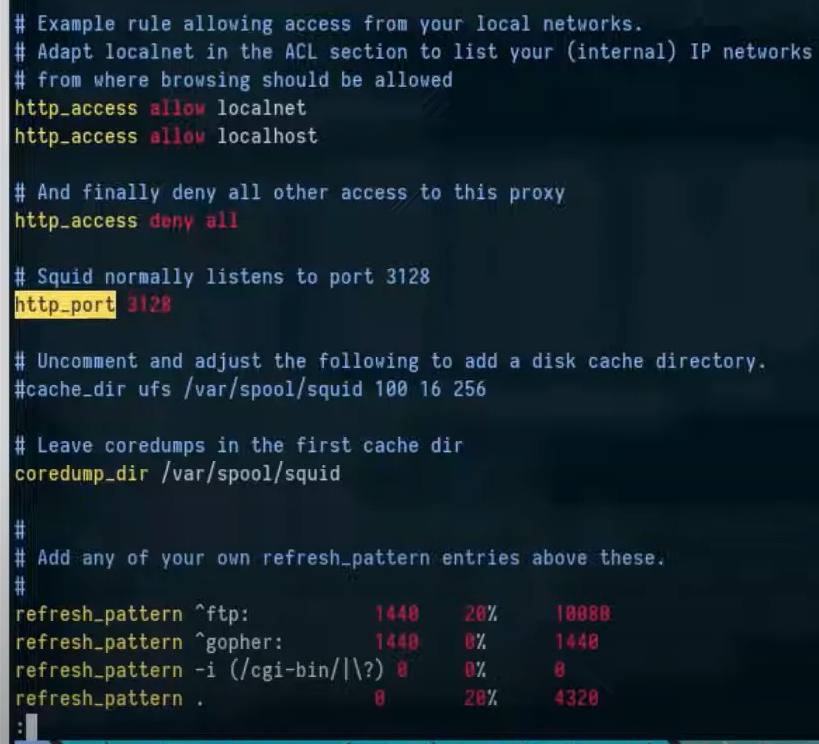 # Example rule allowing access from your local networks.
# Adapt localnet in the ACL section to list your (internal) IP networks
# from where browsing should be allowed
http_access allow localnet
http_access allow localhost
# And finally deny all other access to this proxy
http_access deny all
# Squid normally listens to port 3128
http_port 3128
# Uncomment and adjust the following to add a disk cache directory.
#cache_dir ufs /var/spool/squid 100 16 256
# Leave coredumps in the first cache dir
coredump_dir /var/spool/squid
#
# Add any of your own refresh_pattern entries above these.
#
refresh_pattern ^ftp: 1440 20% 10080
refresh_pattern ^gopher: 1440 0% 1440
refresh_pattern -i (/cgi-bin/|\?) 0 0% 0
refresh_pattern . 0 20% 4320
: